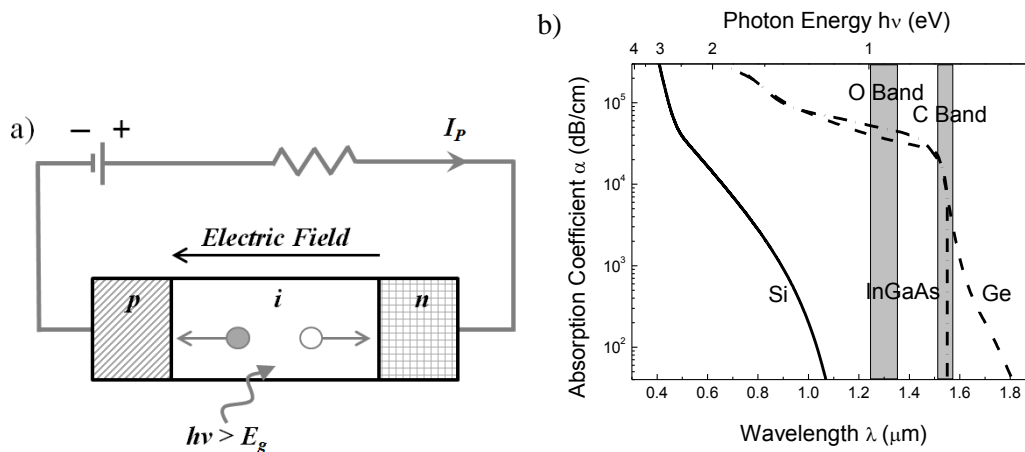 a)
− +
I_P
Electric Field
p i n
hν > E_g
b)
Photon Energy hν (eV)
4 3 2 1
Absorption Coefficient α (dB/cm)
10^5
10^4
10^3
10^2
O Band
C Band
Si
InGaAs
Ge
0.4 0.6 0.8 1.0 1.2 1.4 1.6 1.8
Wavelength λ (μm)